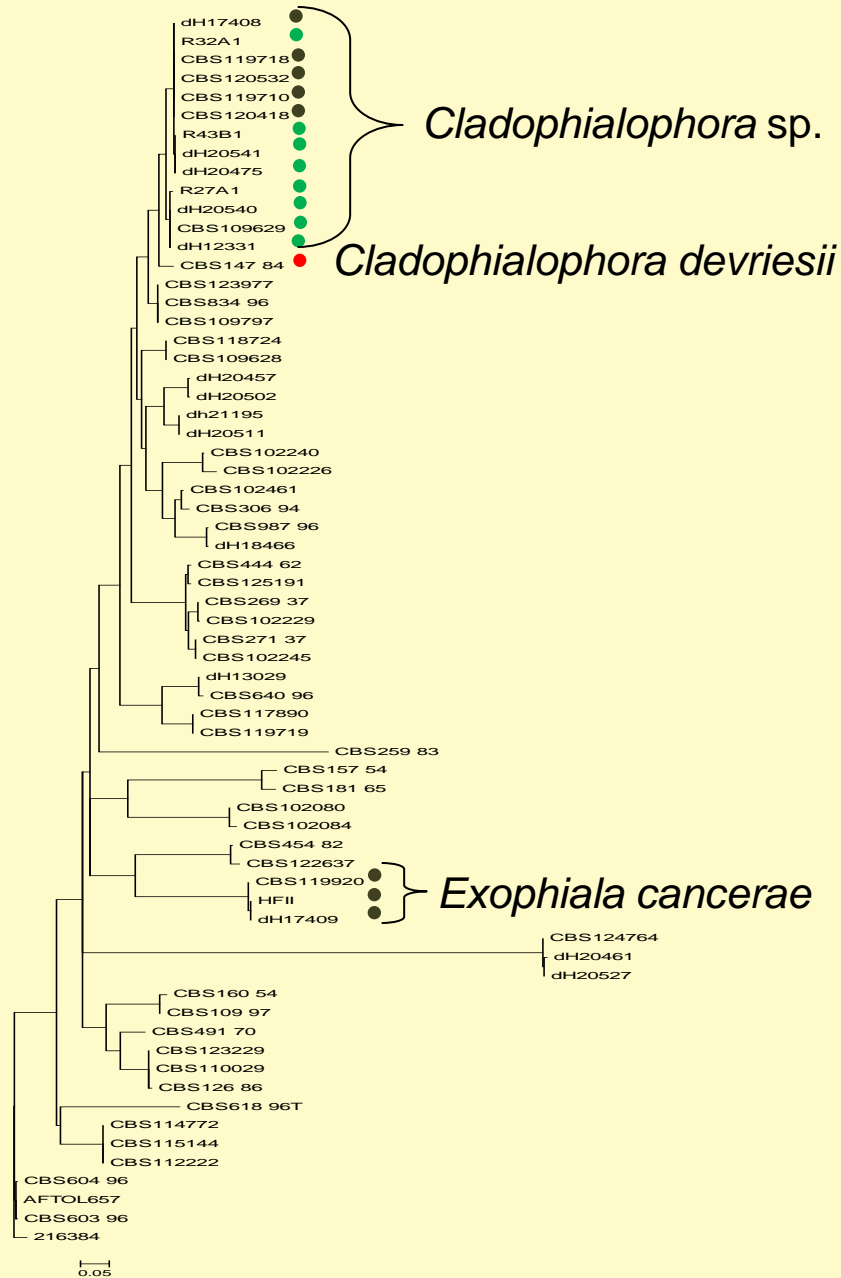 dH17408
R32A1
CBS119718
CBS120532
CBS119710
CBS120418
R43B1
dH20541
dH20475
R27A1
dH20540
CBS109629
dH12331
Cladophialophora sp.
CBS147 84
Cladophialophora devriesii
CBS123977
CBS834 96
CBS109797
CBS118724
CBS109628
dH20457
dH20502
dh21195
dH20511
CBS102240
CBS102226
CBS102461
CBS306 94
CBS987 96
dH18466
CBS444 62
CBS125191
CBS269 37
CBS102229
CBS271 37
CBS102245
dH13029
CBS640 96
CBS117890
CBS119719
CBS259 83
CBS157 54
CBS181 65
CBS102080
CBS102084
CBS454 82
CBS122637
CBS119920
HFII
dH17409
Exophiala cancerae
CBS124764
dH20461
dH20527
CBS160 54
CBS109 97
CBS491 70
CBS123229
CBS110029
CBS126 86
CBS618 96T
CBS114772
CBS115144
CBS112222
CBS604 96
AFTOL657
CBS603 96
216384
0.05